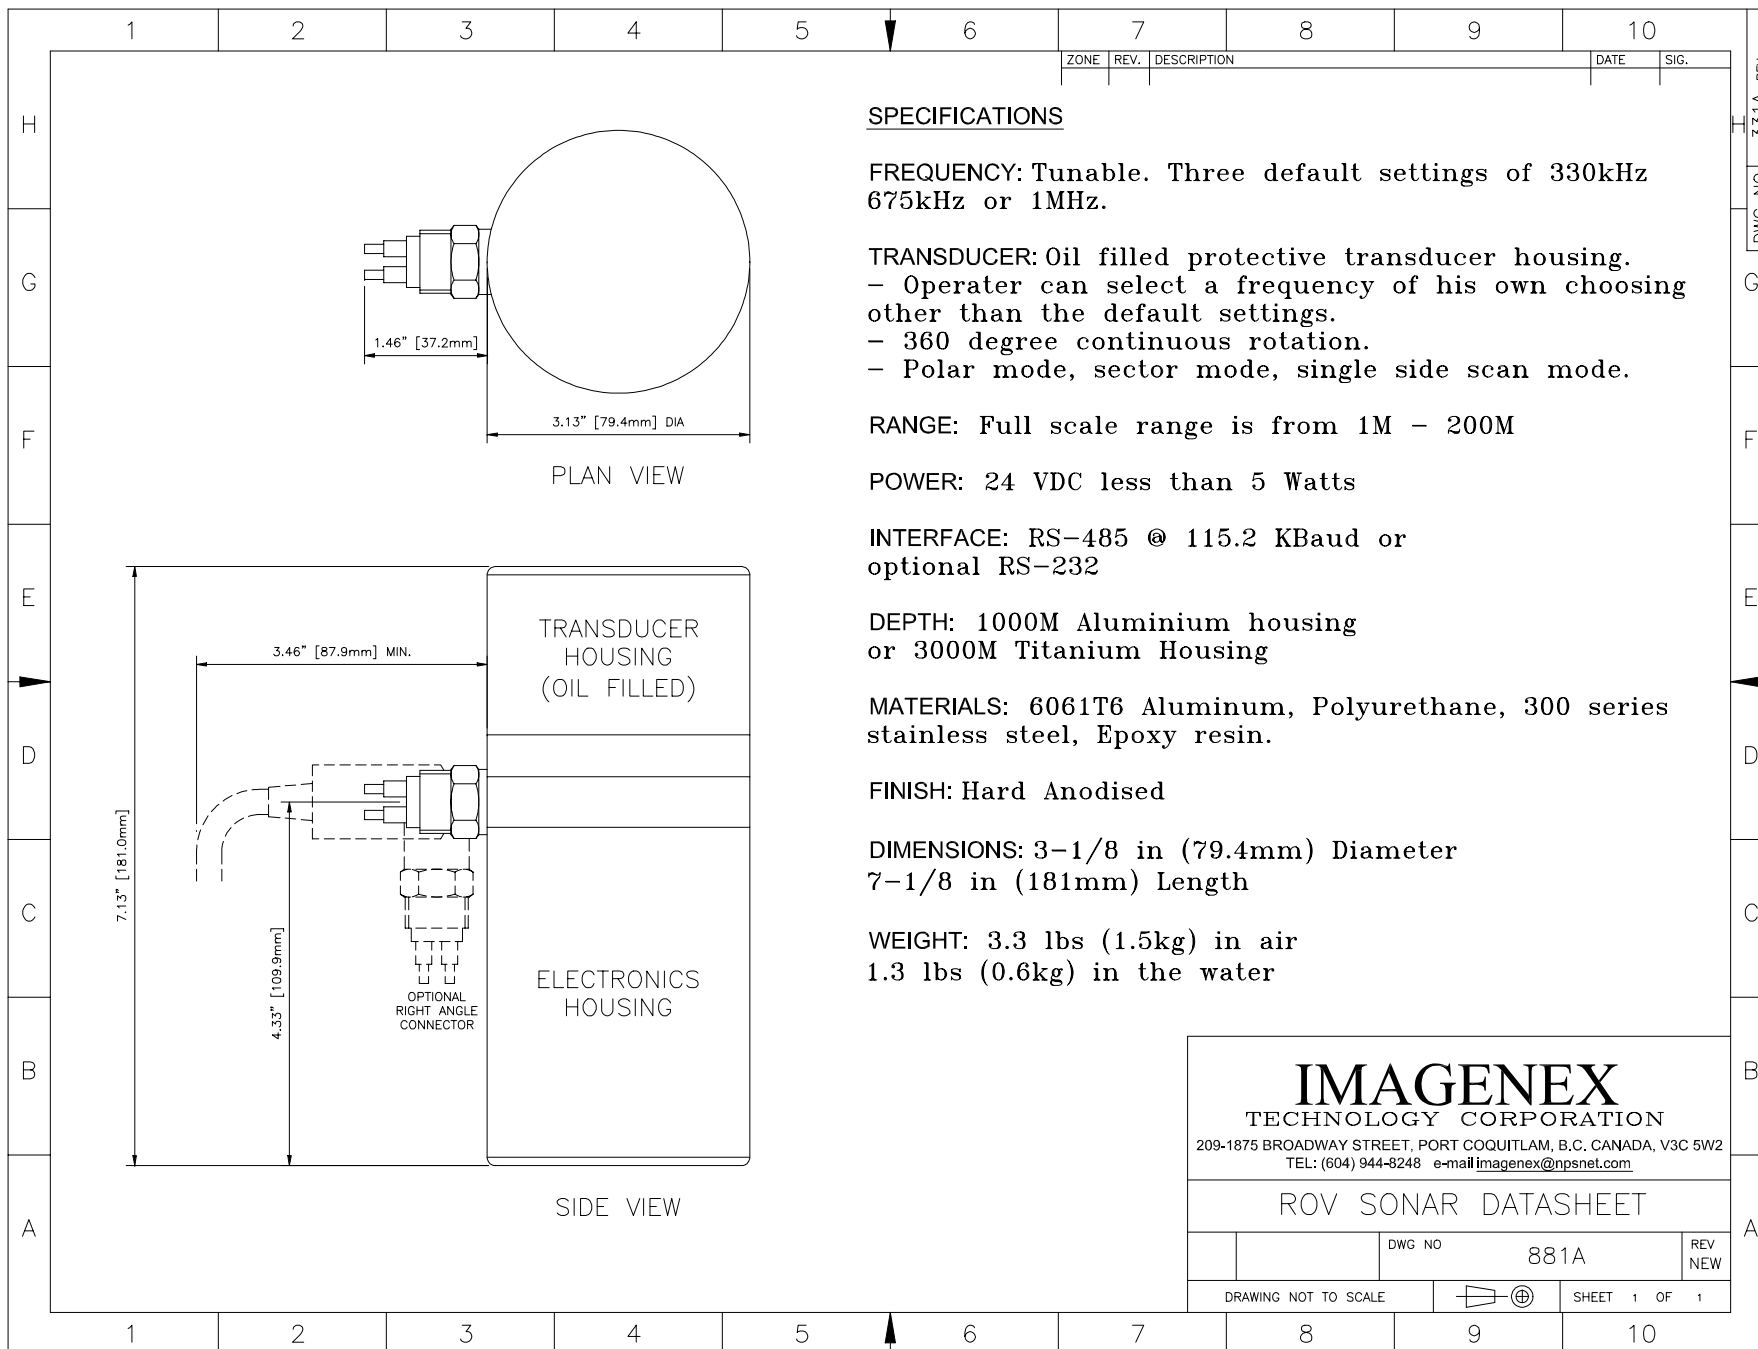 1 2 3 4 5 6 7 8 9 10
ZONE REV. DESCRIPTION DATE SIG.
H
G
F
E
D
C
B
A
1.46" [37.2mm]
3.13" [79.4mm] DIA
PLAN VIEW
TRANSDUCER
HOUSING
(OIL FILLED)
3.46" [87.9mm] MIN.
7.13" [181.0mm]
4.33" [109.9mm]
OPTIONAL
RIGHT ANGLE
CONNECTOR
ELECTRONICS
HOUSING
SIDE VIEW
SPECIFICATIONS
FREQUENCY: Tunable. Three default settings of 330kHz
675kHz or 1MHz.
TRANSDUCER: Oil filled protective transducer housing.
– Operater can select a frequency of his own choosing
other than the default settings.
– 360 degree continuous rotation.
– Polar mode, sector mode, single side scan mode.
RANGE: Full scale range is from 1M – 200M
POWER: 24 VDC less than 5 Watts
INTERFACE: RS–485 @ 115.2 KBaud or
optional RS–232
DEPTH: 1000M Aluminium housing
or 3000M Titanium Housing
MATERIALS: 6061T6 Aluminum, Polyurethane, 300 series
stainless steel, Epoxy resin.
FINISH: Hard Anodised
DIMENSIONS: 3–1/8 in (79.4mm) Diameter
7–1/8 in (181mm) Length
WEIGHT: 3.3 lbs (1.5kg) in air
1.3 lbs (0.6kg) in the water
H
G
F
E
D
C
B
A
IMAGENEX
TECHNOLOGY CORPORATION
209-1875 BROADWAY STREET, PORT COQUITLAM, B.C. CANADA, V3C 5W2
TEL: (604) 944-8248 e-mail imagenex@npsnet.com
ROV SONAR DATASHEET
DWG NO 881A REV
NEW
DRAWING NOT TO SCALE SHEET 1 OF 1
1 2 3 4 5 6 7 8 9 10